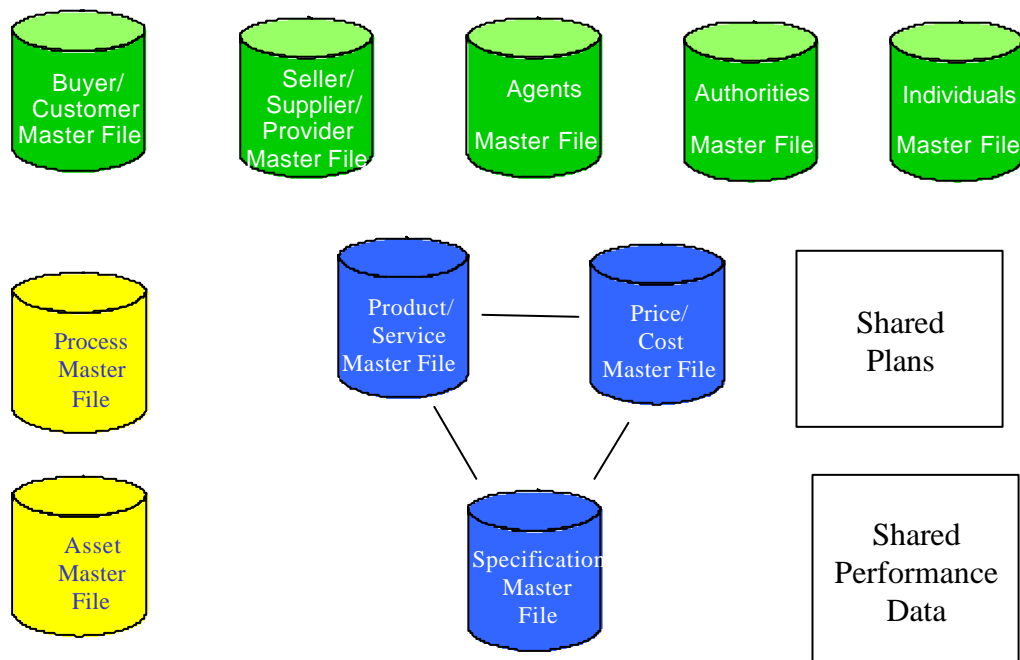 Buyer/
Customer
Master File
Seller/
Supplier/
Provider
Master File
Agents
Master File
Authorities
Master File
Individuals
Master File
Process
Master
File
Product/
Service
Master File
Price/
Cost
Master File
Shared
Plans
Asset
Master
File
Specification
Master
File
Shared
Performance
Data